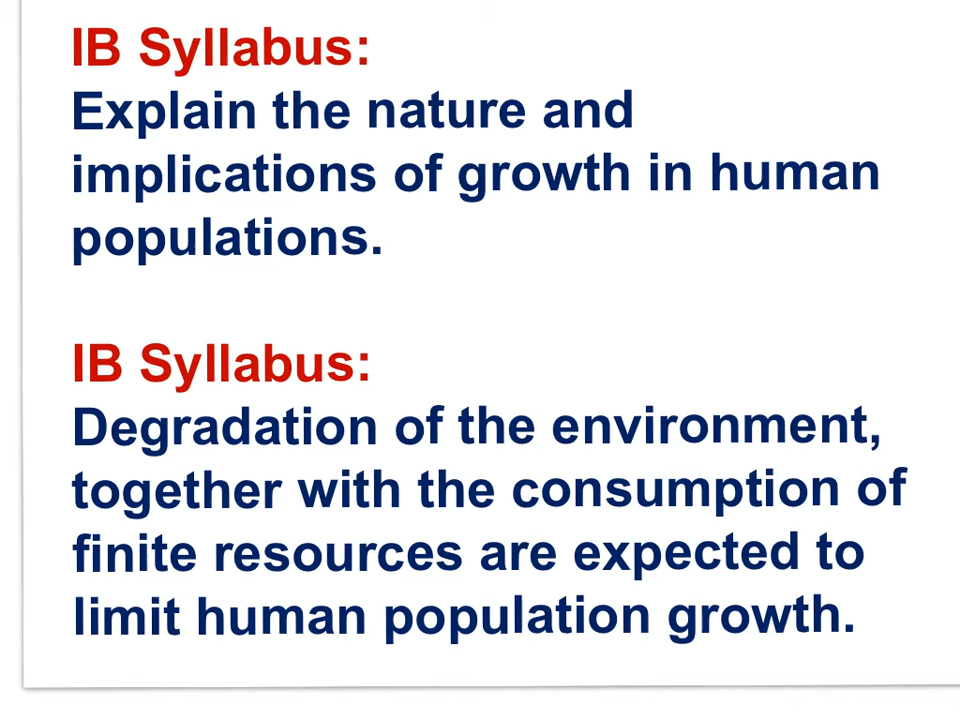 IB Syllabus:
Explain the nature and
implications of growth in human
populations.
IB Syllabus:
Degradation of the environment,
together with the consumption of
finite resources are expected to
limit human population growth.